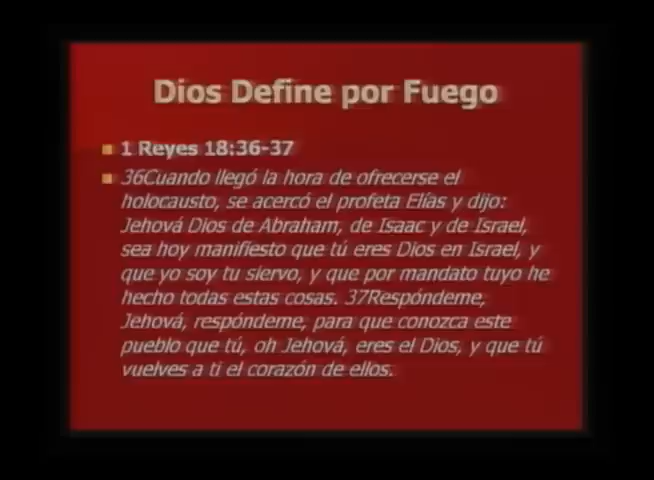 Dios Define por Fuego
1 Reyes 18:36-37
36Cuando llegó la hora de ofrecerse el
holocausto, se acercó el profeta Elías y dijo:
Jehová Dios de Abraham, de Isaac y de Israel,
sea hoy manifiesto que tú eres Dios en Israel, y
que yo soy tu siervo, y que por mandato tuyo he
hecho todas estas cosas. 37Respóndeme,
Jehová, respóndeme, para que conozca este
pueblo que tú, oh Jehová, eres el Dios, y que tú
vuelves a ti el corazón de ellos.